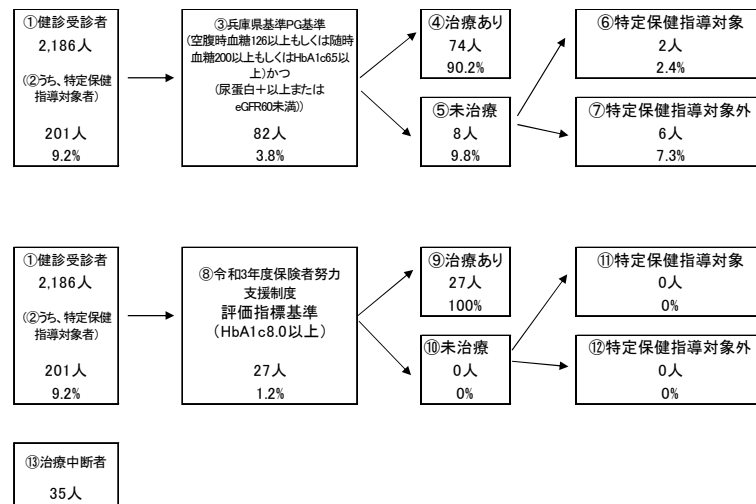 ①健診受診者
2,186人
(②うち、特定保健
指導対象者)
201人
9.2%
③兵庫県基準PG基準
(空腹時血糖126以上もしくは随時
血糖200以上もしくはHbA1c6.5以
上)かつ
(尿蛋白+以上または
eGFR60未満))
82人
3.8%
④治療あり
74人
90.2%
⑤未治療
8人
9.8%
⑥特定保健指導対象
2人
2.4%
⑦特定保健指導対象外
6人
7.3%
①健診受診者
2,186人
(②うち、特定保健
指導対象者)
201人
9.2%
⑧令和3年度保険者努力
支援制度
評価指標基準
(HbA1c8.0以上)
27人
1.2%
⑨治療あり
27人
100%
⑩未治療
0人
0%
⑪特定保健指導対象
0人
0%
⑫特定保健指導対象外
0人
0%
⑬治療中断者
35人